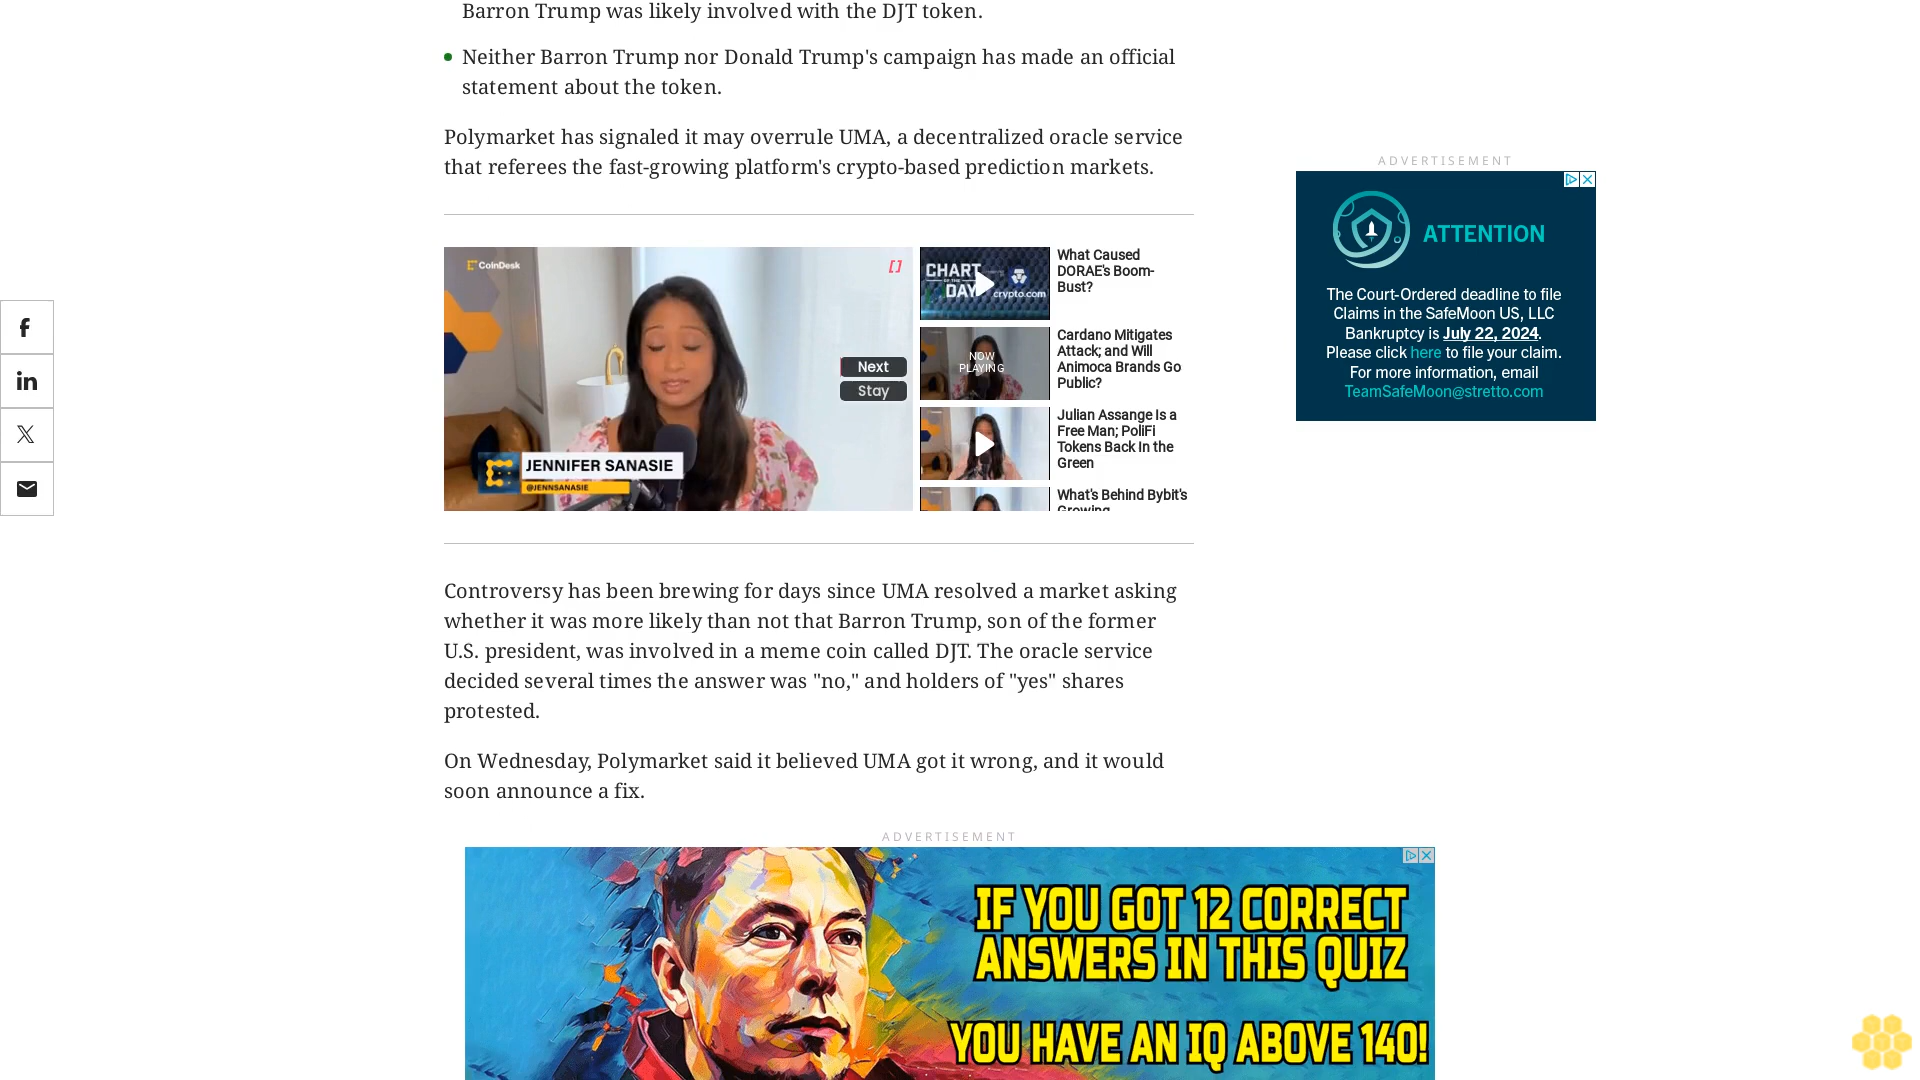 Barron Trump was likely involved with the DJT token.
Neither Barron Trump nor Donald Trump's campaign has made an official
statement about the token.
Polymarket has signaled it may overrule UMA, a decentralized oracle service
that referees the fast-growing platform's crypto-based prediction markets.
ADVERTISEMENT
ATTENTION
The Court-Ordered deadline to file
Claims in the SafeMoon US, LLC
Bankruptcy is July 22, 2024.
Please click here to file your claim.
For more information, email
TeamSafeMoon@stretto.com
CoinDesk
Next
Stay
JENNIFER SANASIE
@JENNSANASIE
CHART
OF THE
DAY
crypto.com
What Caused
DORAE's Boom-
Bust?
NOW
PLAYING
Cardano Mitigates
Attack; and Will
Animoca Brands Go
Public?
Julian Assange Is a
Free Man; PoliFi
Tokens Back In the
Green
What's Behind Bybit's
Growing
Controversy has been brewing for days since UMA resolved a market asking
whether it was more likely than not that Barron Trump, son of the former
U.S. president, was involved in a meme coin called DJT. The oracle service
decided several times the answer was "no," and holders of "yes" shares
protested.
On Wednesday, Polymarket said it believed UMA got it wrong, and it would
soon announce a fix.
ADVERTISEMENT
IF YOU GOT 12 CORRECT
ANSWERS IN THIS QUIZ
YOU HAVE AN IQ ABOVE 140!